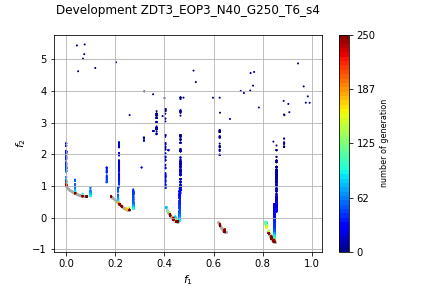 Development ZDT3_EOP3_N40_G250_T6_s4
f₂
5
4
3
2
1
0
−1
0.0 0.2 0.4 0.6 0.8 1.0
f₁
250
187
125
62
0
number of generation